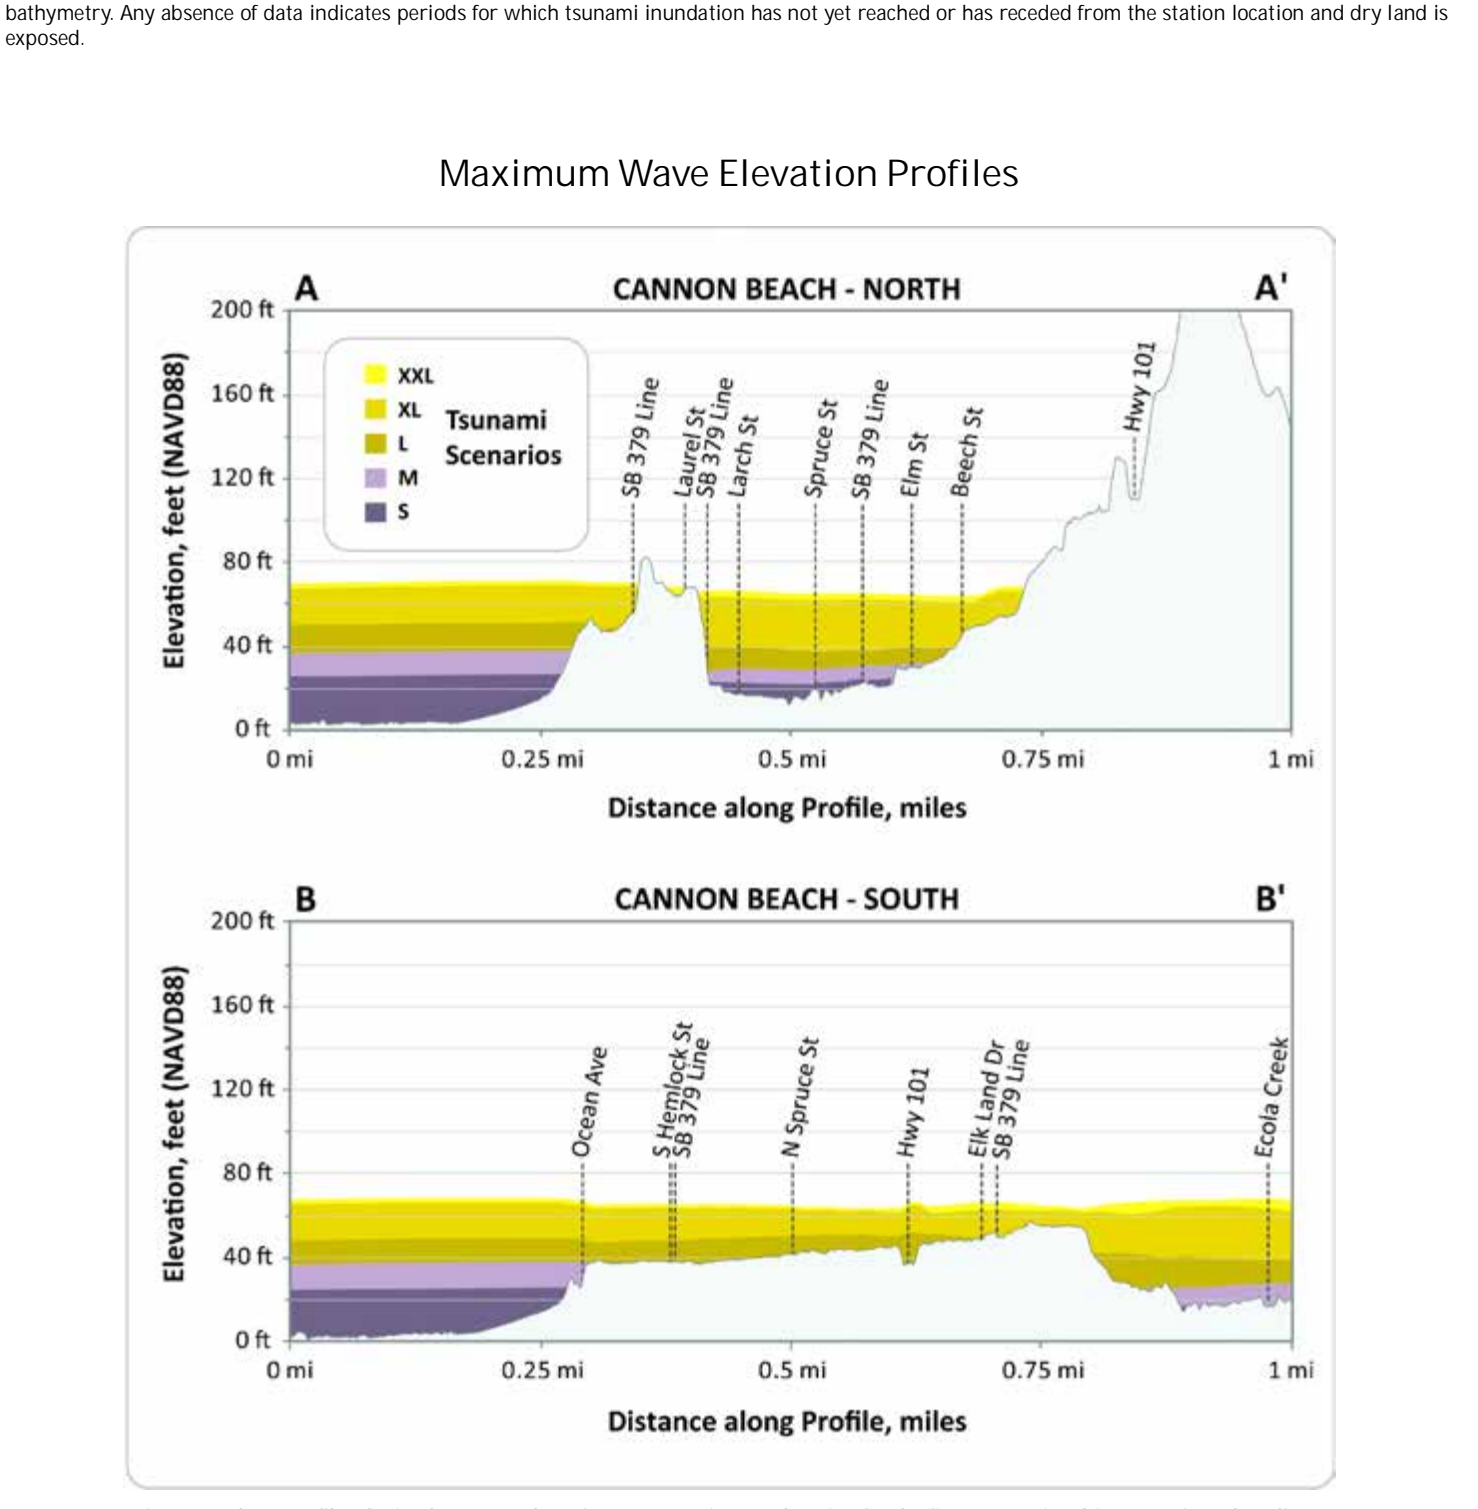 bathymetry. Any absence of data indicates periods for which tsunami inundation has not yet reached or has receded from the station location and dry land is
exposed.
Maximum Wave Elevation Profiles
A
CANNON BEACH - NORTH
A'
Elevation, feet (NAVD88)
200 ft
160 ft
120 ft
80 ft
40 ft
0 ft
XXL
XL
L
M
S
Tsunami
Scenarios
SB 379 Line
Laurel St
SB 379 Line
Larch St
Spruce St
SB 379 Line
Elm St
Beech St
Hwy 101
0 mi
0.25 mi
0.5 mi
0.75 mi
1 mi
Distance along Profile, miles
B
CANNON BEACH - SOUTH
B'
Elevation, feet (NAVD88)
200 ft
160 ft
120 ft
80 ft
40 ft
0 ft
Ocean Ave
S Hemlock St
SB 379 Line
N Spruce St
Hwy 101
Elk Land Dr
SB 379 Line
Ecola Creek
0 mi
0.25 mi
0.5 mi
0.75 mi
1 mi
Distance along Profile, miles